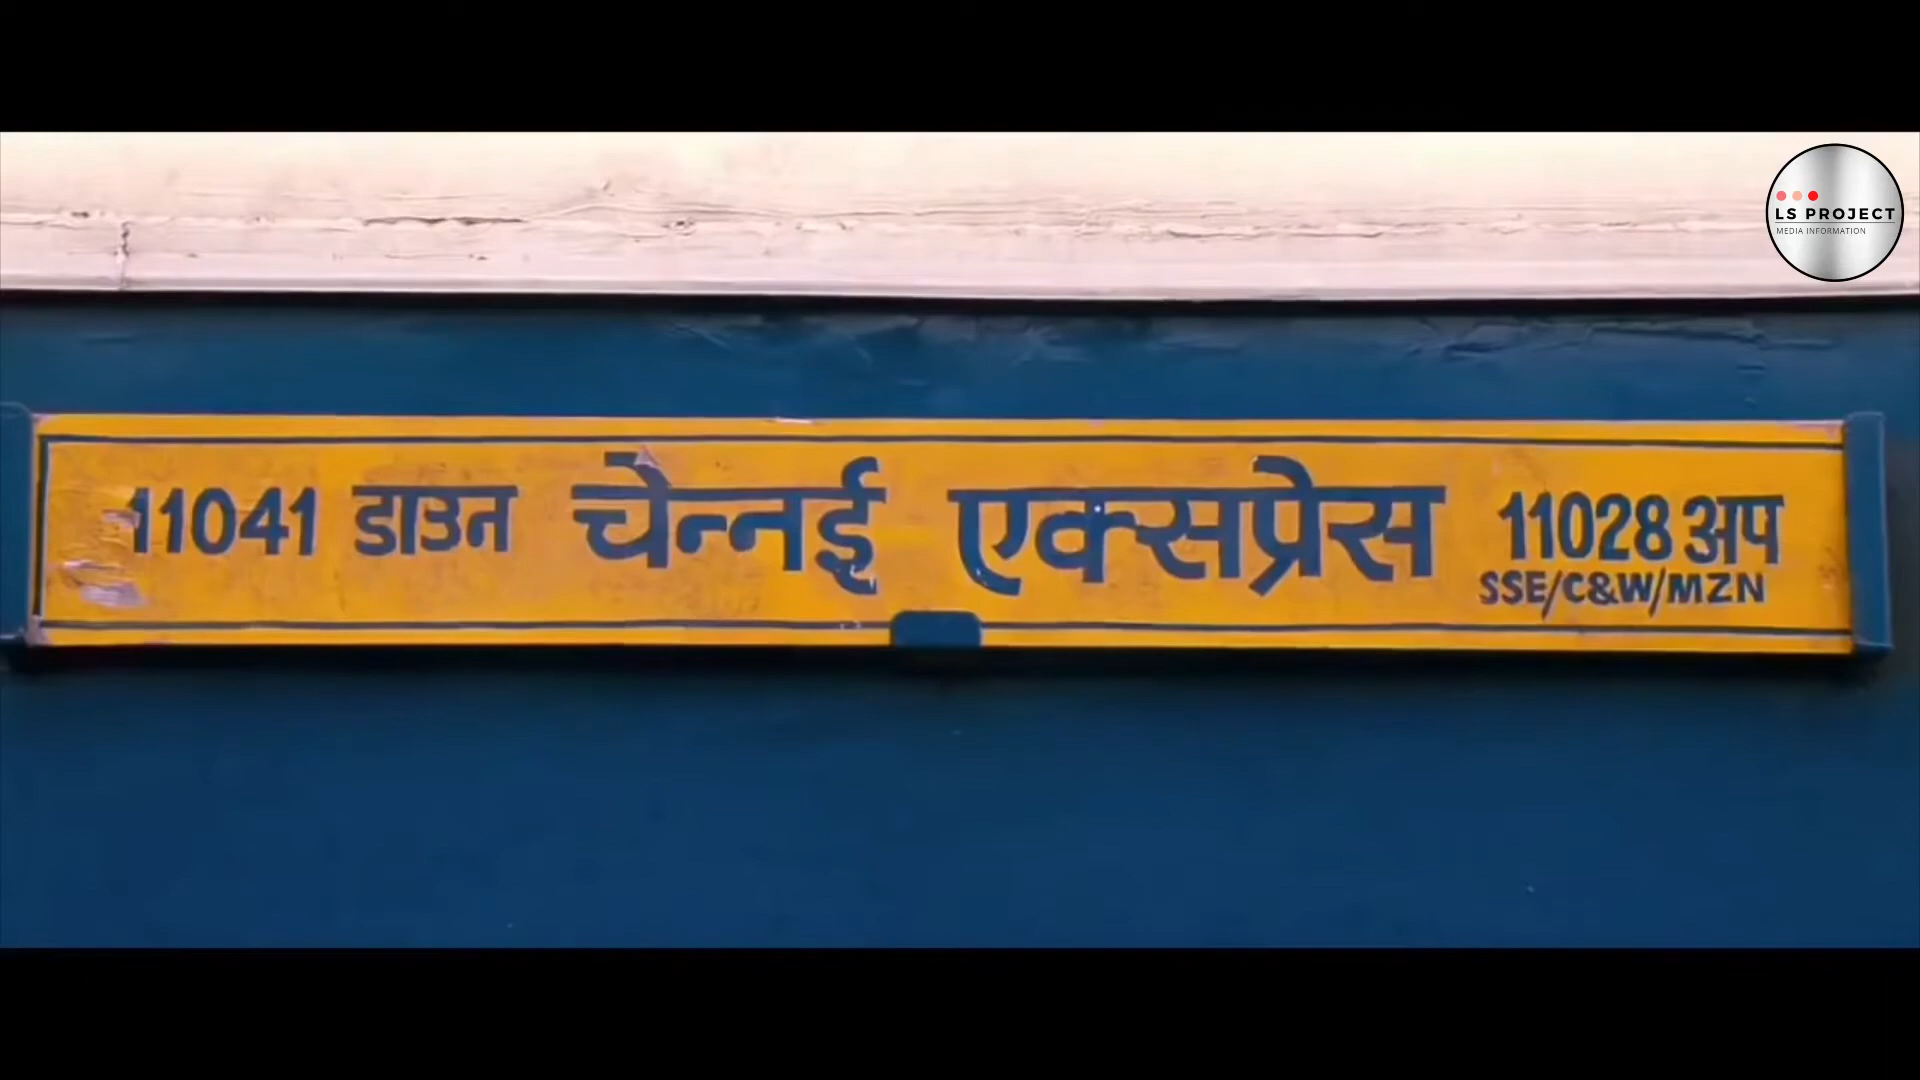 LS PROJECT
MEDIA INFORMATION
11041 डाउन चेन्नई एक्सप्रेस 11028 अप
SSE/C&W/MZN